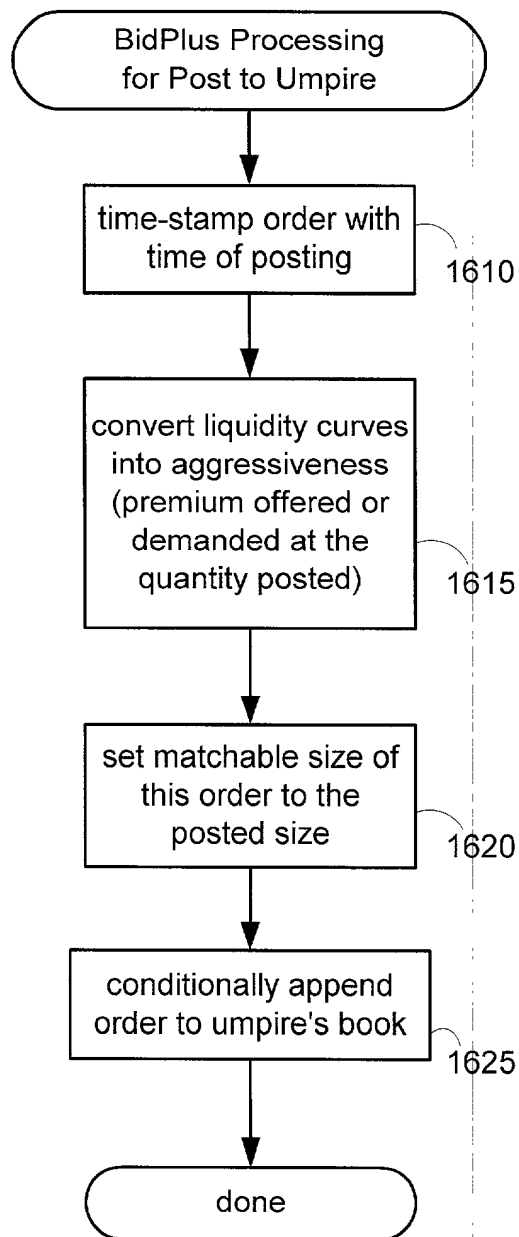 BidPlus Processing
for Post to Umpire
time-stamp order with
time of posting
1610
convert liquidity curves
into aggressiveness
(premium offered or
demanded at the
quantity posted)
1615
set matchable size of
this order to the
posted size
1620
conditionally append
order to umpire's book
1625
done